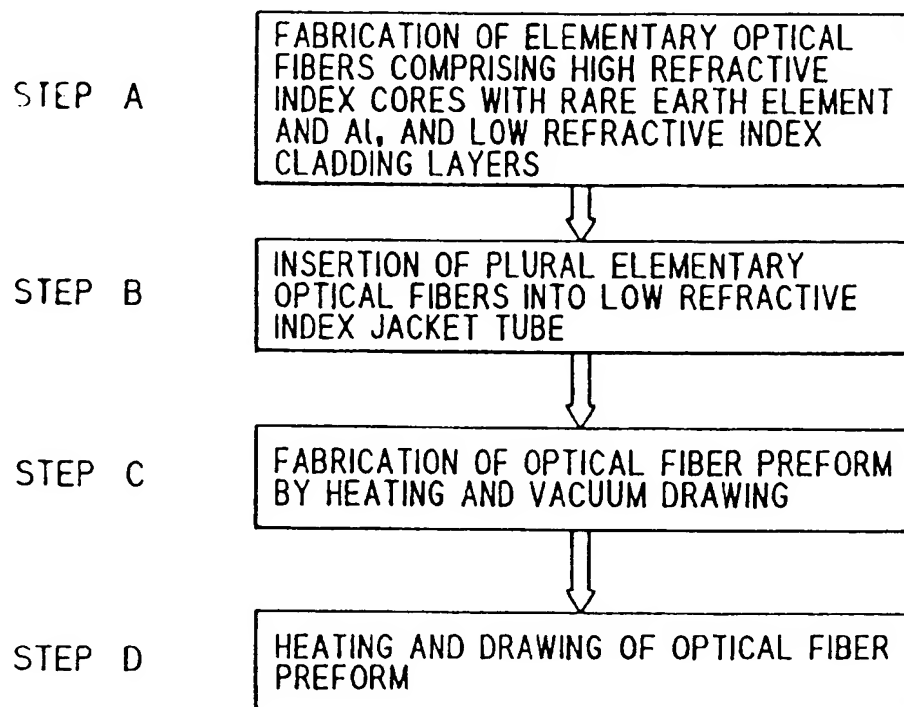 STEP A
FABRICATION OF ELEMENTARY OPTICAL
FIBERS COMPRISING HIGH REFRACTIVE
INDEX CORES WITH RARE EARTH ELEMENT
AND Al, AND LOW REFRACTIVE INDEX
CLADDING LAYERS
STEP B
INSERTION OF PLURAL ELEMENTARY
OPTICAL FIBERS INTO LOW REFRACTIVE
INDEX JACKET TUBE
STEP C
FABRICATION OF OPTICAL FIBER PREFORM
BY HEATING AND VACUUM DRAWING
STEP D
HEATING AND DRAWING OF OPTICAL FIBER
PREFORM